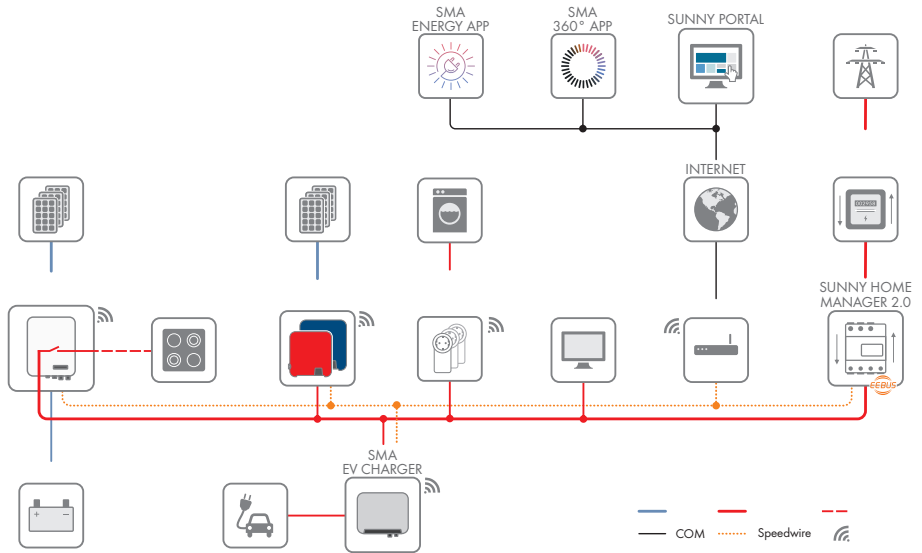 SMA
ENERGY APP
SMA
360° APP
SUNNY PORTAL
INTERNET
SUNNY HOME
MANAGER 2.0
EEBUS
SMA
EV CHARGER
COM
Speedwire